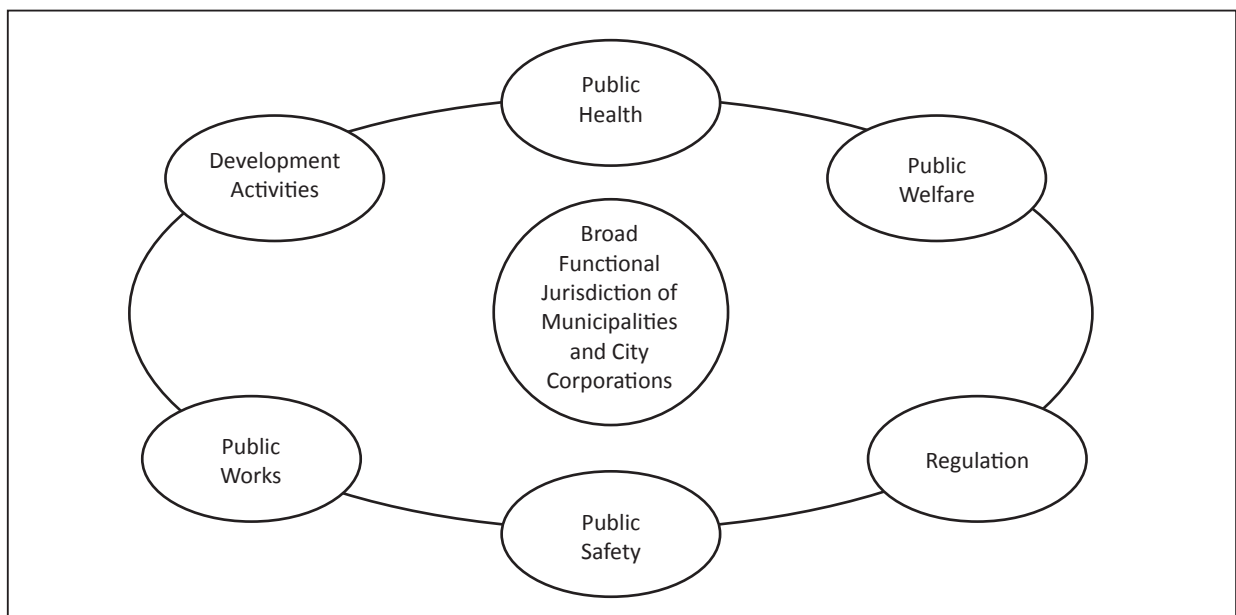 Public
Health
Development
Activities
Public
Welfare
Broad
Functional
Jurisdiction of
Municipalities
and City
Corporations
Public
Works
Regulation
Public
Safety